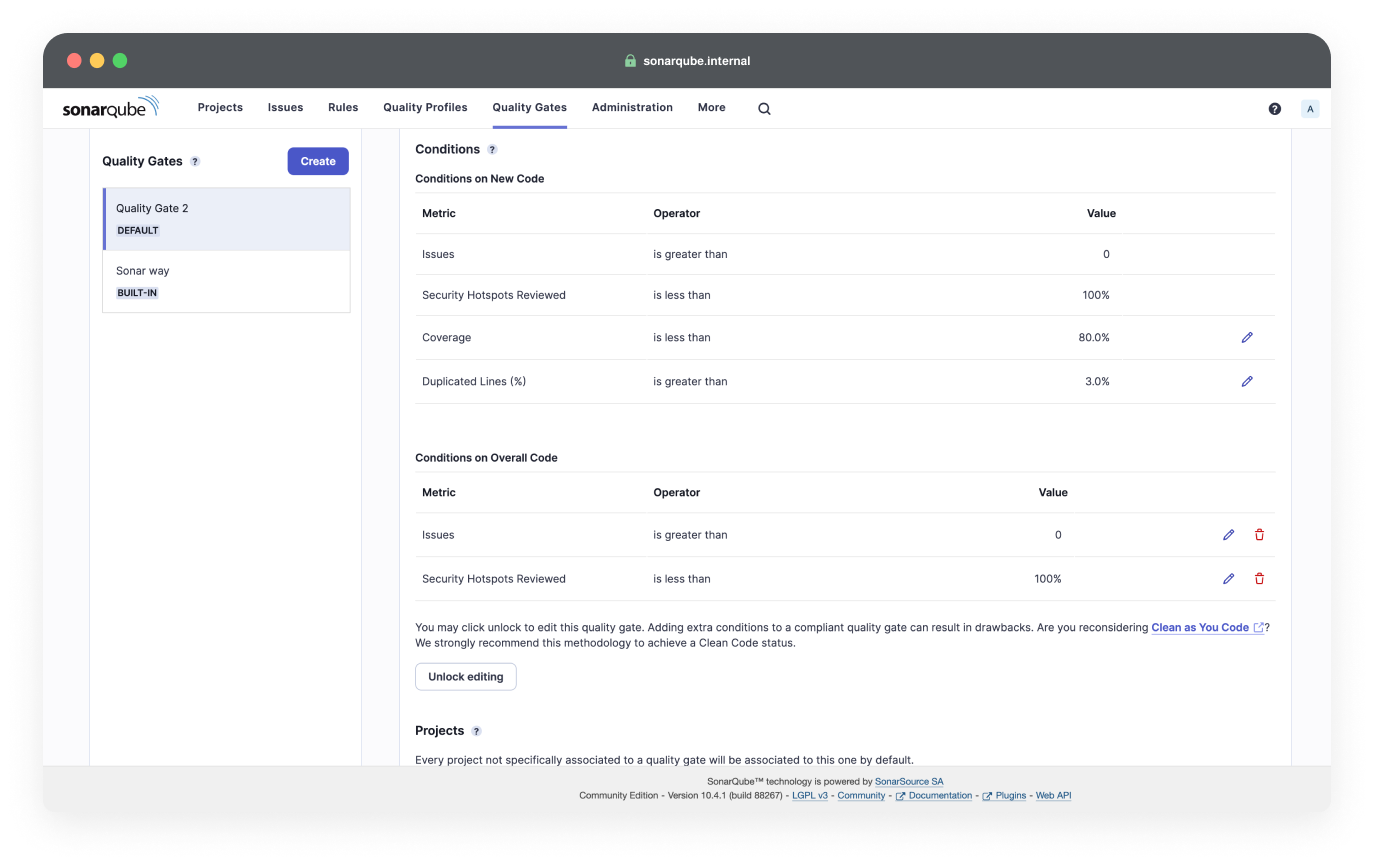 sonarqube.internal
sonarqube Projects Issues Rules Quality Profiles Quality Gates Administration More ? A
Quality Gates ? Create
Quality Gate 2
DEFAULT
Sonar way
BUILT-IN
Conditions ?
Conditions on New Code
Metric Operator Value
Issues is greater than 0
Security Hotspots Reviewed is less than 100%
Coverage is less than 80.0%
Duplicated Lines (%) is greater than 3.0%
Conditions on Overall Code
Metric Operator Value
Issues is greater than 0
Security Hotspots Reviewed is less than 100%
You may click unlock to edit this quality gate. Adding extra conditions to a compliant quality gate can result in drawbacks. Are you reconsidering Clean as You Code ?
We strongly recommend this methodology to achieve a Clean Code status.
Unlock editing
Projects ?
Every project not specifically associated to a quality gate will be associated to this one by default.
SonarQube™ technology is powered by SonarSource SA
Community Edition - Version 10.4.1 (build 88267) - LGPL v3 - Community - Documentation - Plugins - Web API